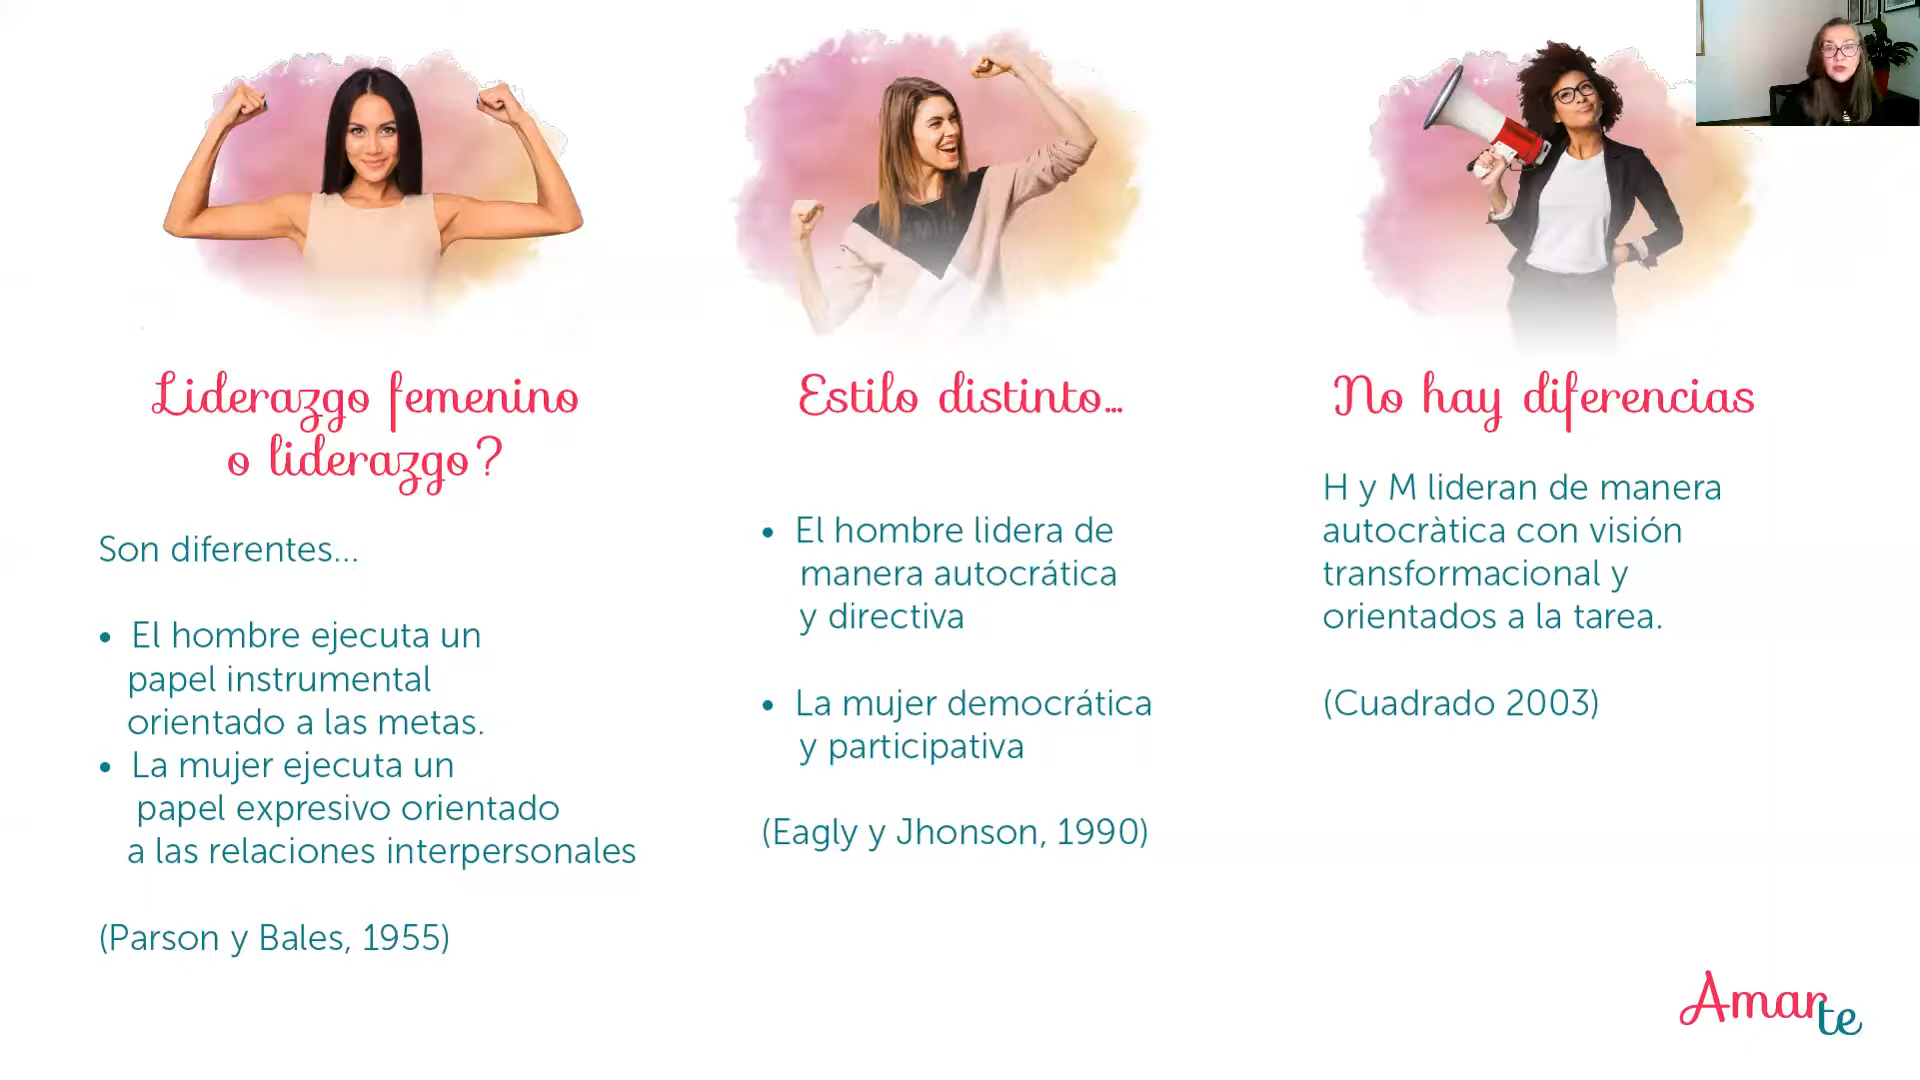 Liderazgo femenino
o liderazgo?
Son diferentes...
• El hombre ejecuta un
papel instrumental
orientado a las metas.
• La mujer ejecuta un
papel expresivo orientado
a las relaciones interpersonales
(Parson y Bales, 1955)
Estilo distinto...
• El hombre lidera de
manera autocrática
y directiva
• La mujer democrática
y participativa
(Eagly y Jhonson, 1990)
No hay diferencias
H y M lideran de manera
autocràtica con visión
transformacional y
orientados a la tarea.
(Cuadrado 2003)
Amarte